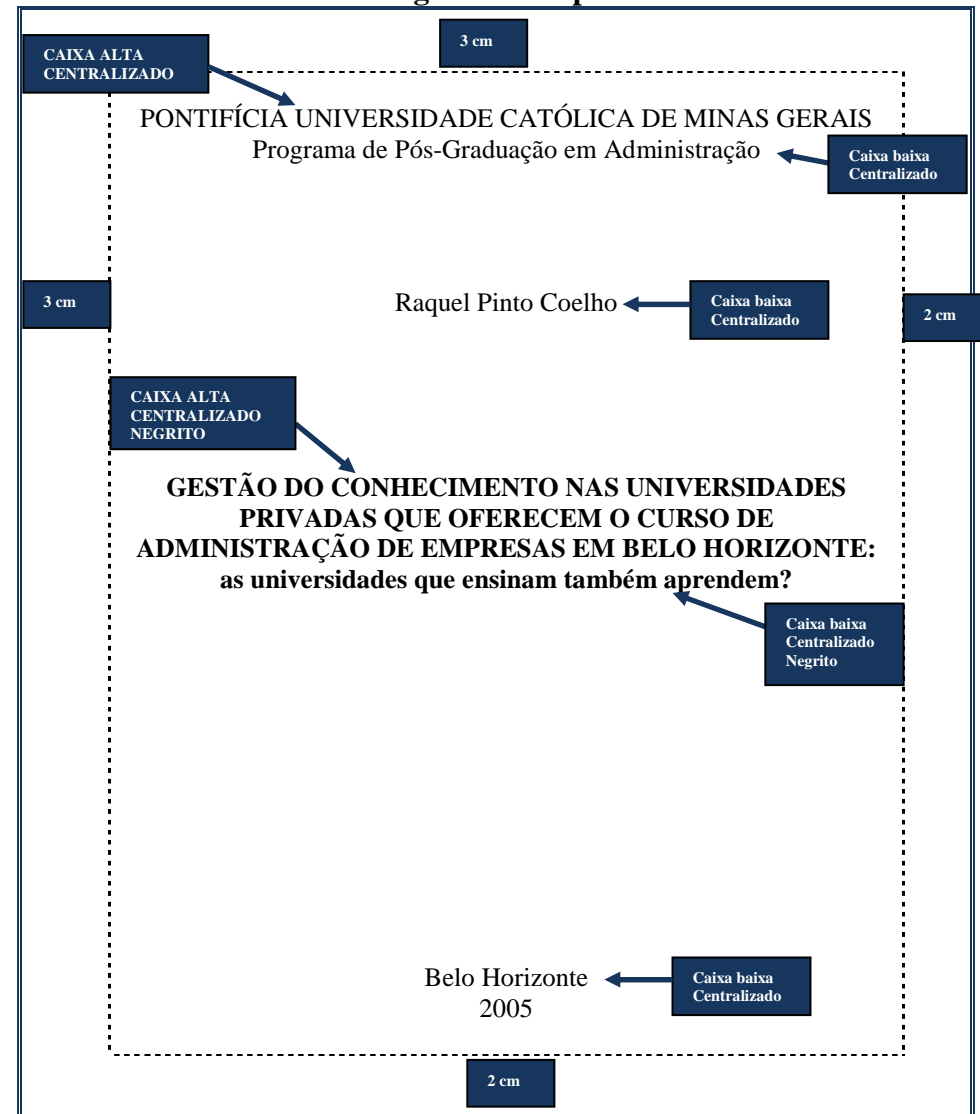 3 cm
CAIXA ALTA
CENTRALIZADO
PONTIFÍCIA UNIVERSIDADE CATÓLICA DE MINAS GERAIS
Programa de Pós-Graduação em Administração
Caixa baixa
Centralizado
3 cm
Raquel Pinto Coelho
Caixa baixa
Centralizado
2 cm
CAIXA ALTA
CENTRALIZADO
NEGRITO
GESTÃO DO CONHECIMENTO NAS UNIVERSIDADES
PRIVADAS QUE OFERECEM O CURSO DE
ADMINISTRAÇÃO DE EMPRESAS EM BELO HORIZONTE:
as universidades que ensinam também aprendem?
Caixa baixa
Centralizado
Negrito
Belo Horizonte
2005
Caixa baixa
Centralizado
2 cm